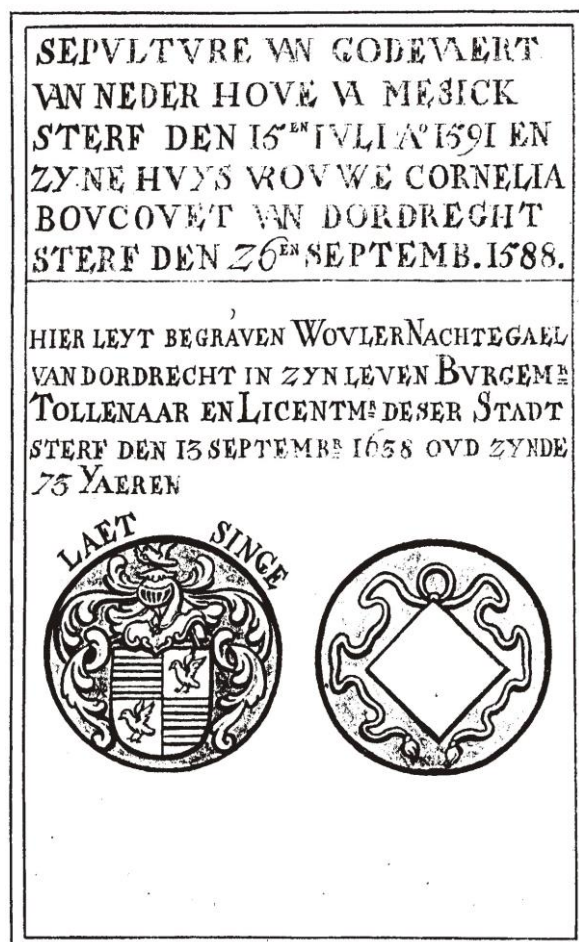 SEPVLTVRE VAN GODEVAERT
VAN NEDER HOVE VA MESICK
STERF DEN 15EN IVLI Aº 1591 EN
ZYNE HVYS VROVWE CORNELIA
BOVCOVET VAN DORDREGHT
STERF DEN 26EN SEPTEMB. 1588.
HIER LEYT BEGRAVEN WOVLER NACHTEGAEL
VAN DORDRECHT IN ZYN LEVEN BVRGEMR
TOLLENAAR EN LICENTMR DESER STADT
STERF DEN 13 SEPTEMBR 1638 OVD ZYNDE
73 YAEREN
LAET SINGE